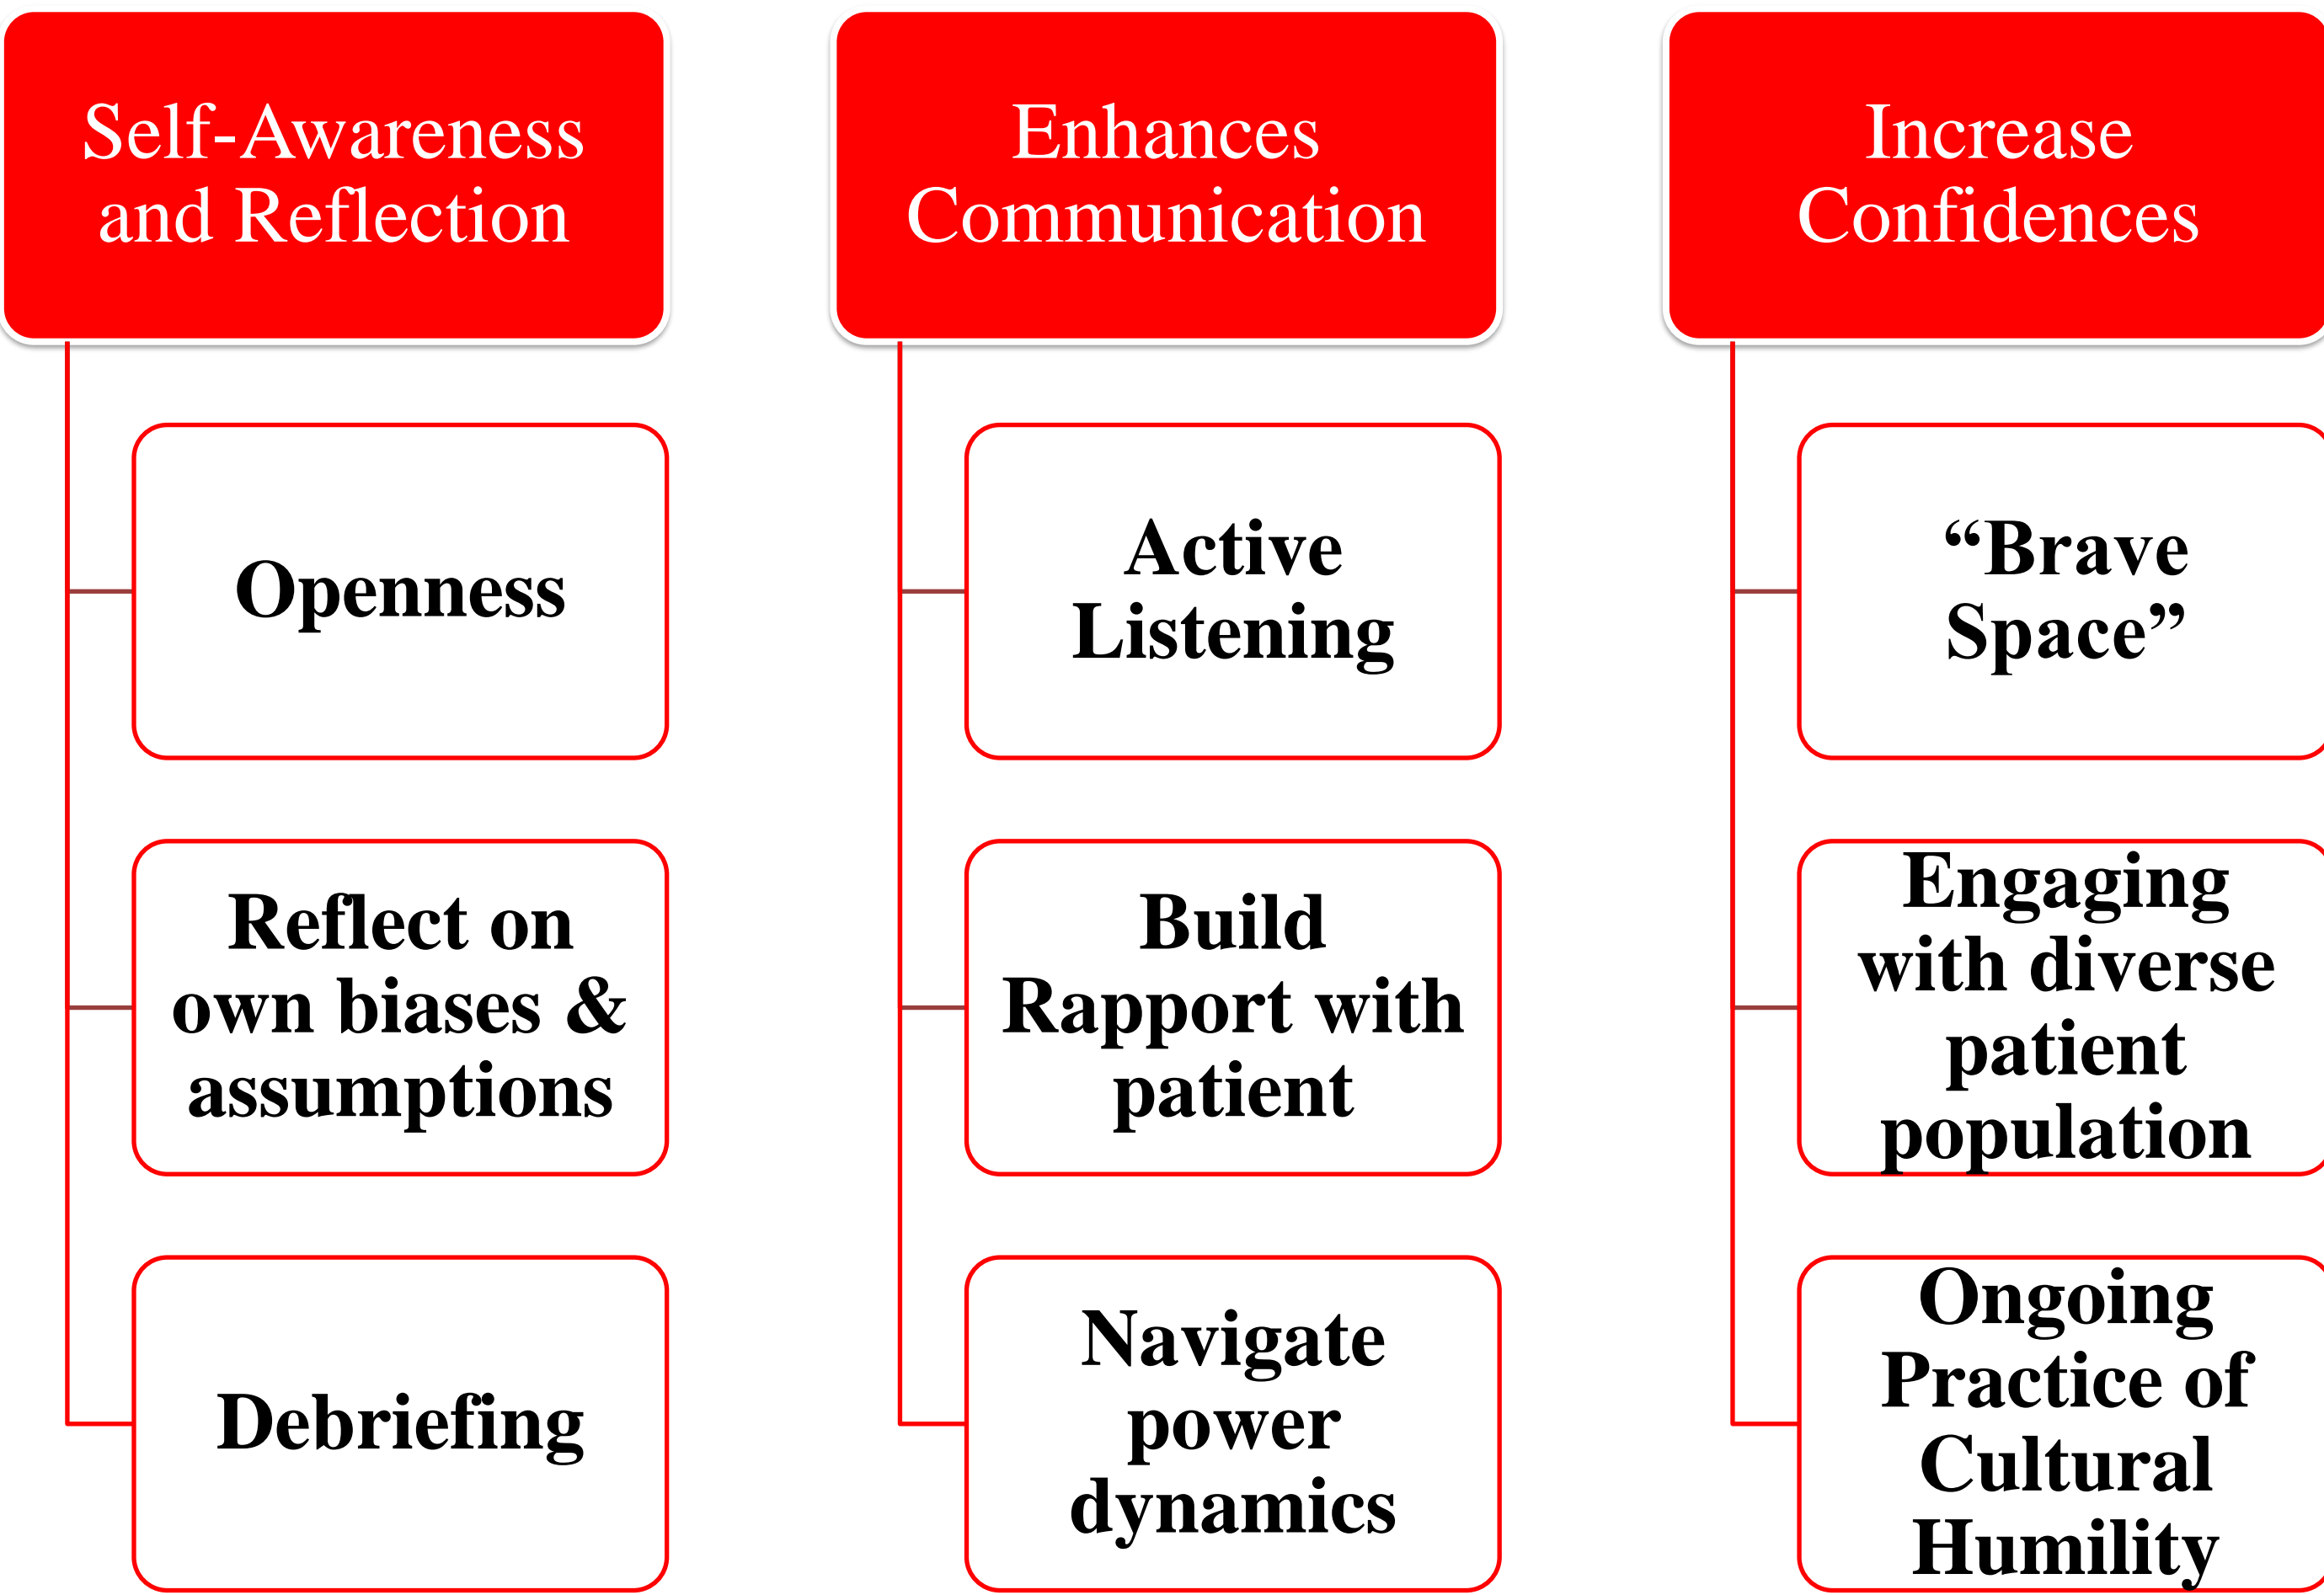 Self-Awareness
and Reflection
Openness
Reflect on
own biases &
assumptions
Debriefing
Enhances
Communication
Active
Listening
Build
Rapport with
patient
Navigate
power
dynamics
Increase
Confidences
“Brave
Space”
Engaging
with diverse
patient
population
Ongoing
Practice of
Cultural
Humility